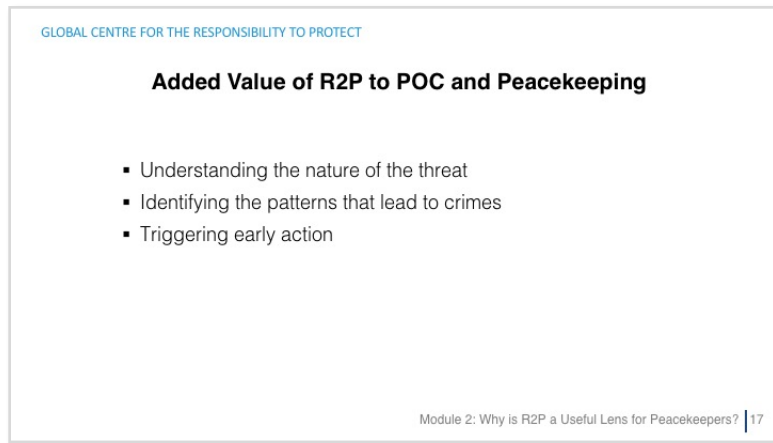 GLOBAL CENTRE FOR THE RESPONSIBILITY TO PROTECT
Added Value of R2P to POC and Peacekeeping
▪ Understanding the nature of the threat
▪ Identifying the patterns that lead to crimes
▪ Triggering early action
Module 2: Why is R2P a Useful Lens for Peacekeepers? 17